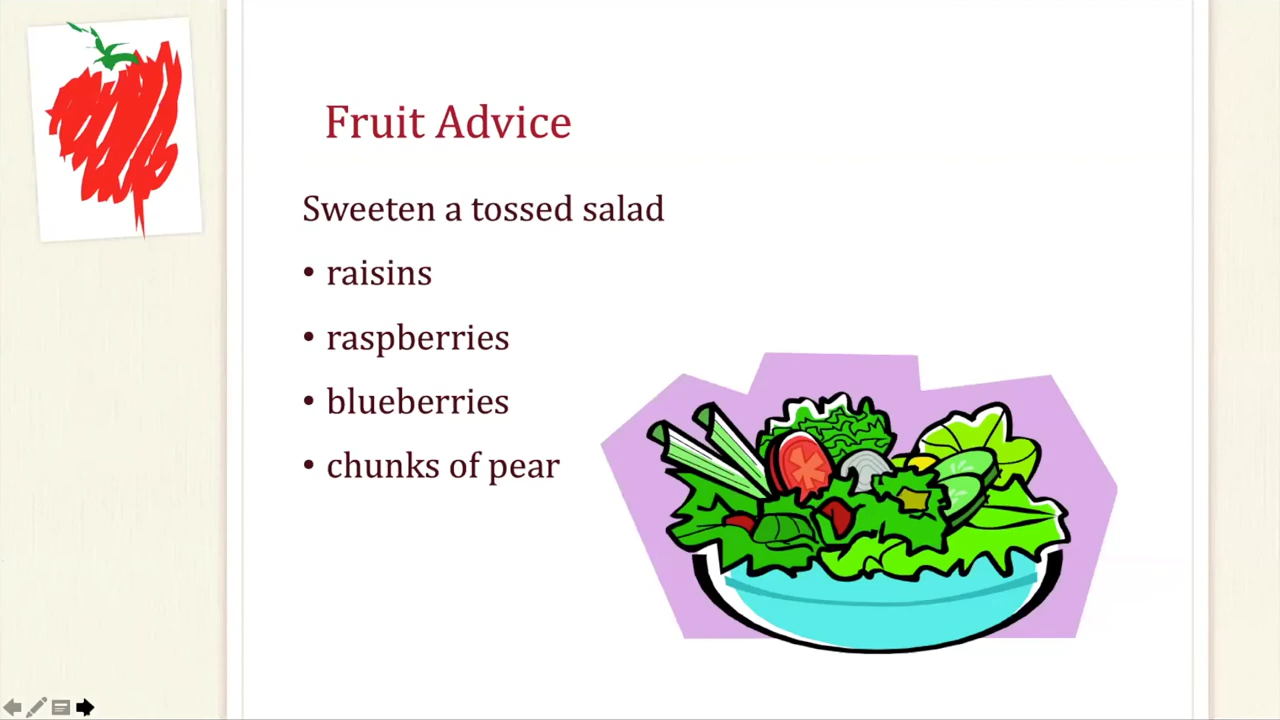 Fruit Advice
Sweeten a tossed salad
• raisins
• raspberries
• blueberries
• chunks of pear